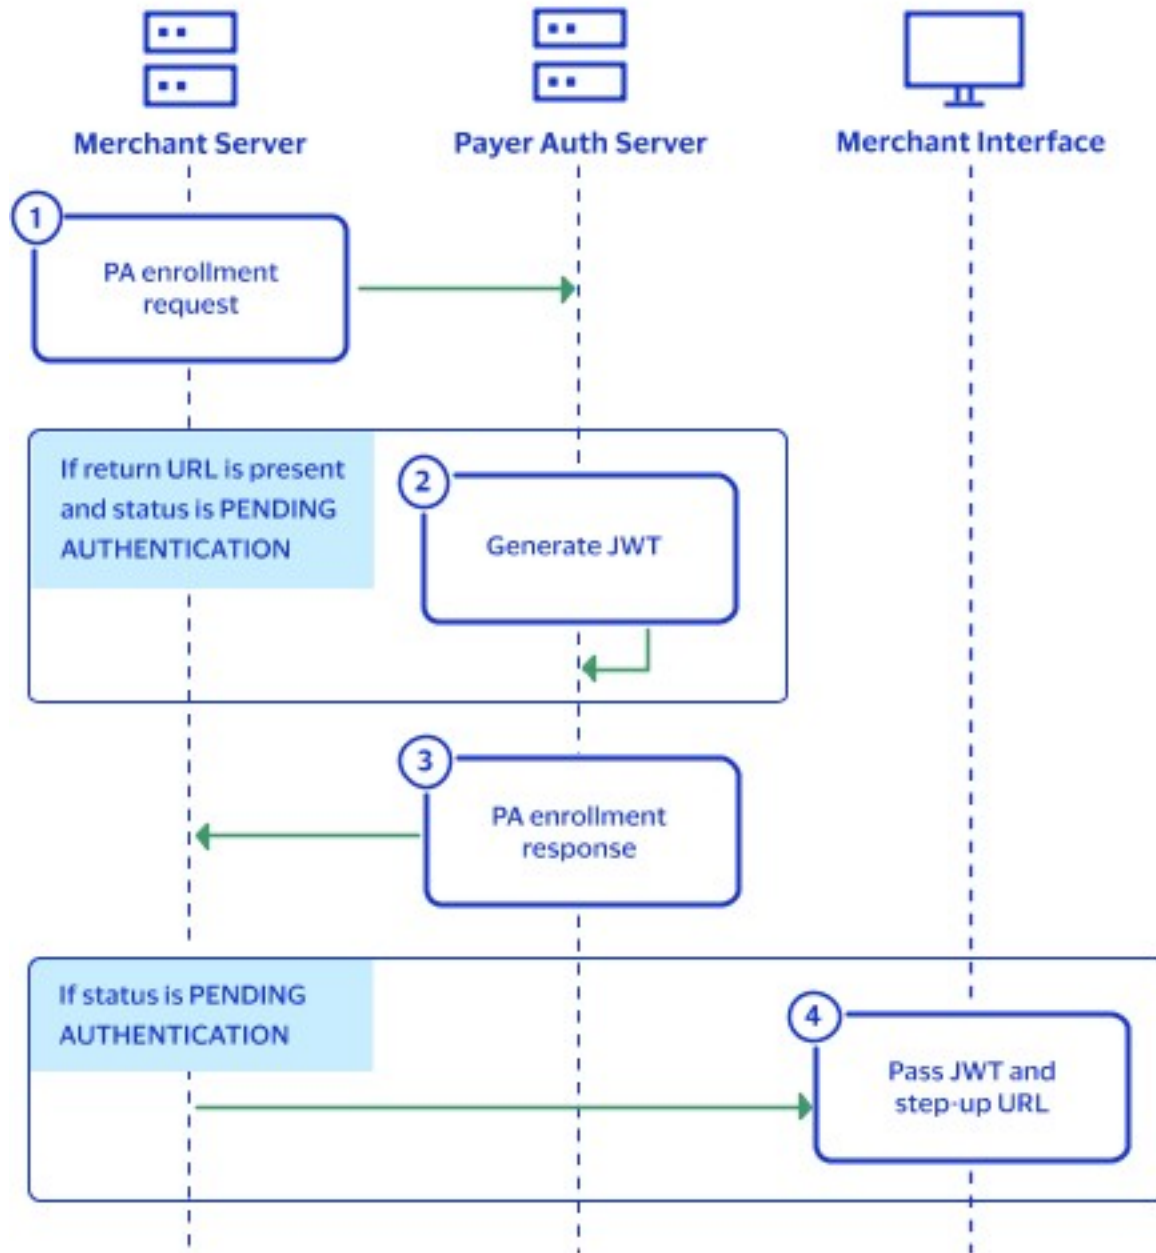 Merchant Server
Payer Auth Server
Merchant Interface
1
PA enrollment
request
If return URL is present
and status is PENDING
AUTHENTICATION
2
Generate JWT
3
PA enrollment
response
If status is PENDING
AUTHENTICATION
4
Pass JWT and
step-up URL